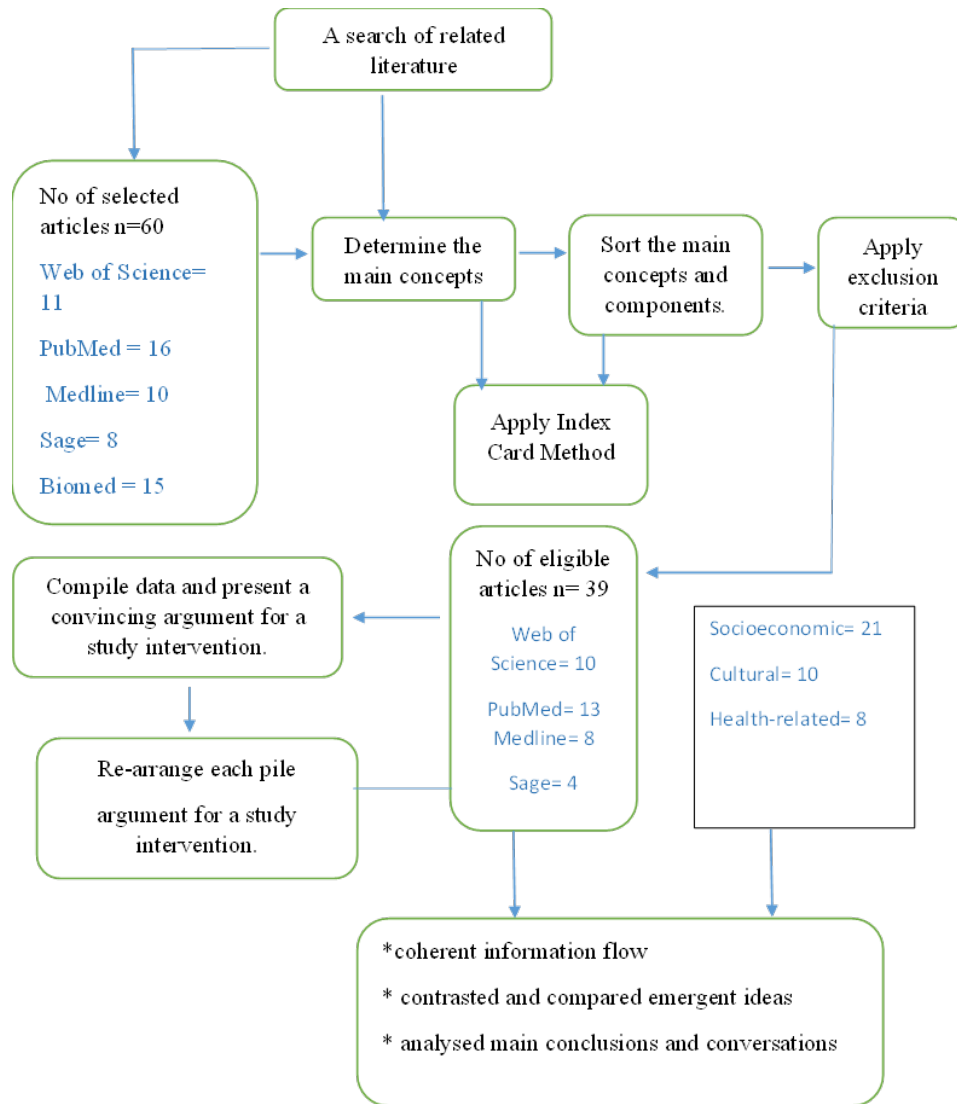 A search of related
literature
No of selected
articles n=60
Web of Science=
11
PubMed = 16
Medline= 10
Sage= 8
Biomed = 15
Determine the
main concepts
Sort the main
concepts and
components.
Apply
exclusion
criteria
Apply Index
Card Method
No of eligible
articles n= 39
Web of
Science= 10
PubMed= 13
Medline= 8
Sage= 4
Socioeconomic= 21
Cultural= 10
Health-related= 8
Compile data and present a
convincing argument for a
study intervention.
Re-arrange each pile
argument for a study
intervention.
*coherent information flow
* contrasted and compared emergent ideas
* analysed main conclusions and conversations